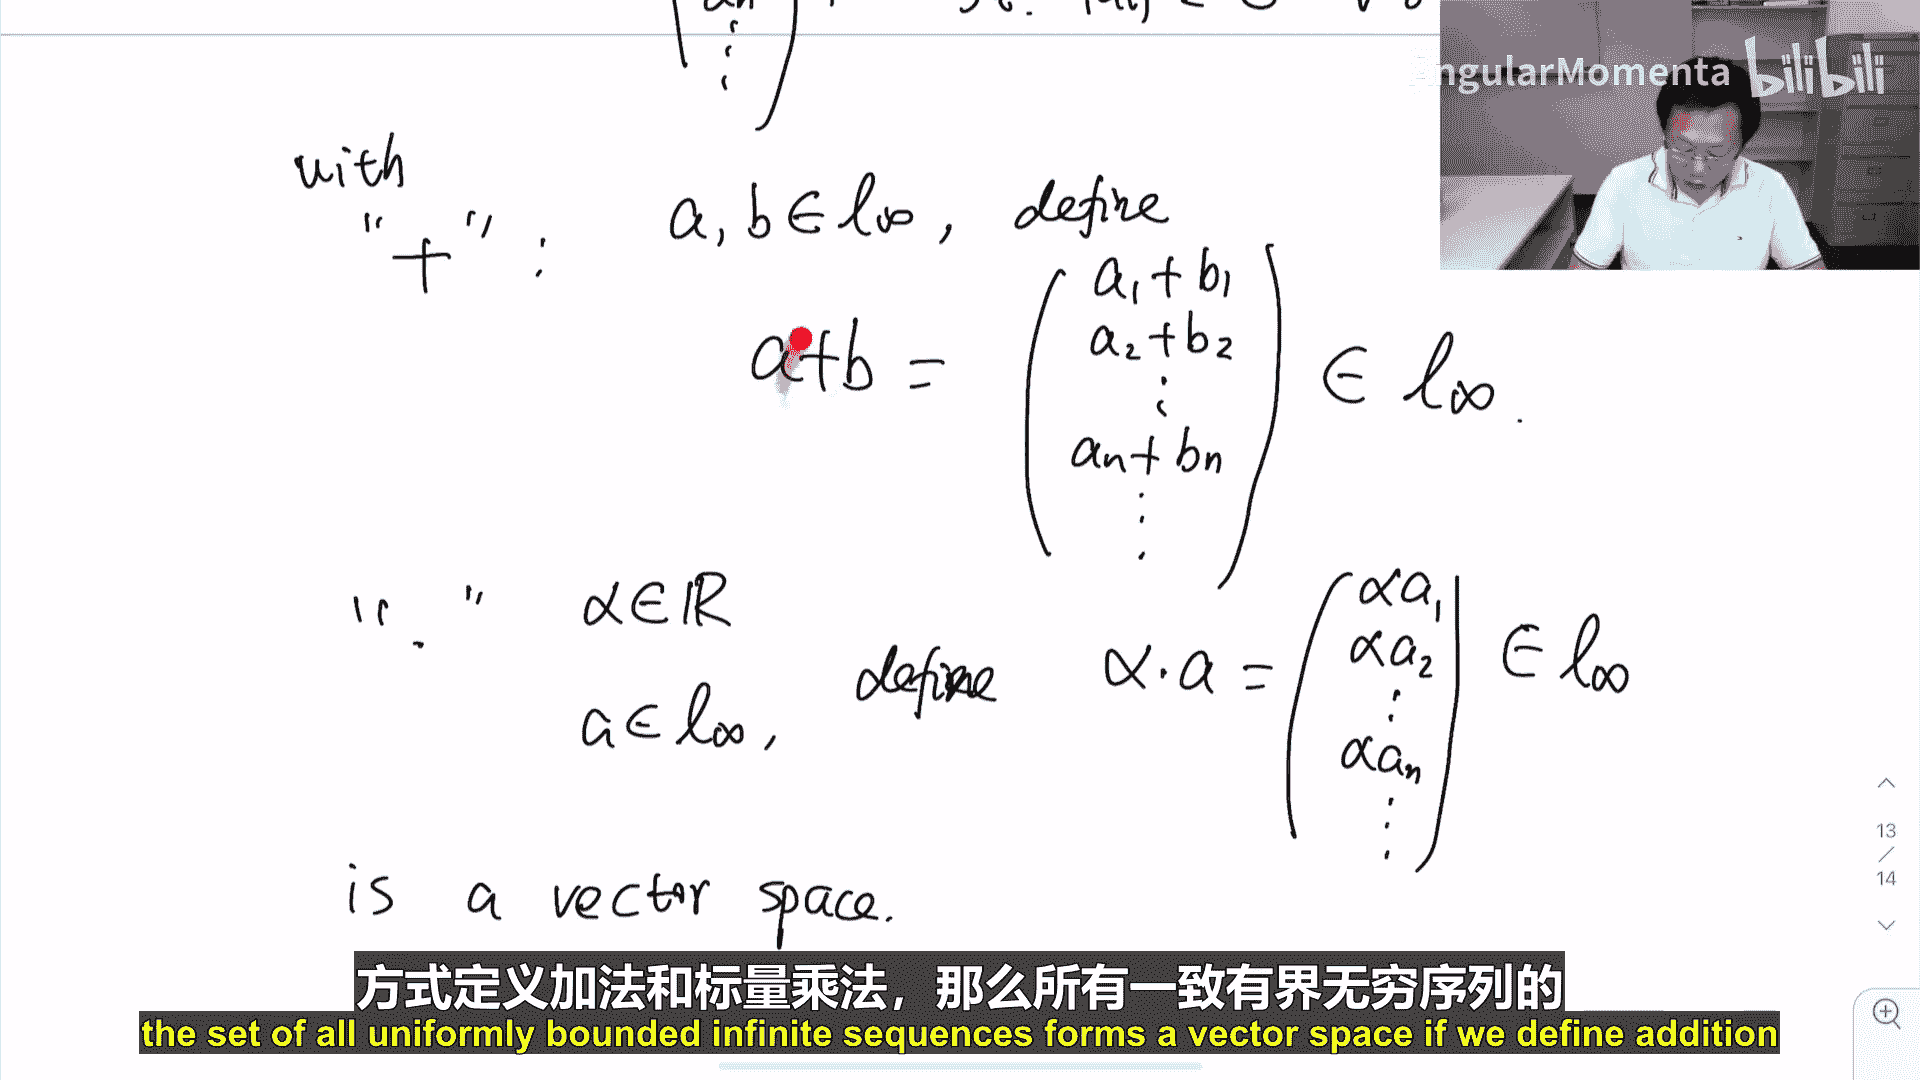 an
with
"+" : a, b ∈ l∞, define
a+b = ( a₁ + b₁
a₂ + b₂
⋮
aₙ + bₙ
⋮ ) ∈ l∞.
"·" α ∈ ℝ
a ∈ l∞, define α·a = ( αa₁
αa₂
⋮
αaₙ
⋮ ) ∈ l∞
is a vector space.
ngularMomenta bilibili
13
/
14
方式定义加法和标量乘法，那么所有一致有界无穷序列的
the set of all uniformly bounded infinite sequences forms a vector space if we define addition